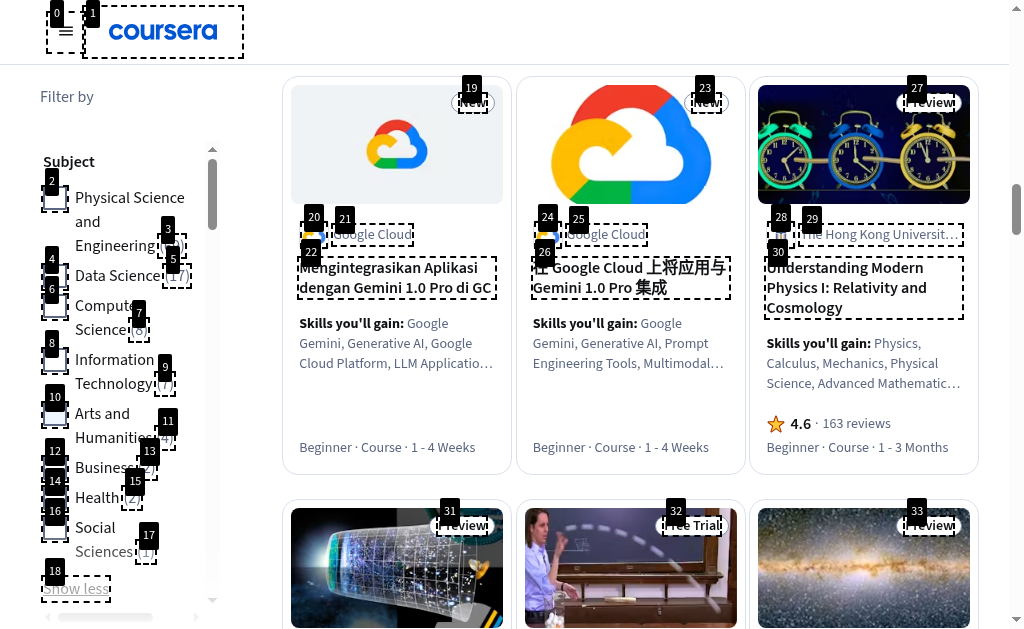 coursera
Filter by
Subject
Physical Science
and
Engineering
Data Science (17)
Computer
Science (8)
Information
Technology (7)
Arts and
Humanities
Business
Health (2)
Social
Sciences (1)
Show less
New
Google Cloud
Mengintegrasikan Aplikasi
dengan Gemini 1.0 Pro di GC
Skills you'll gain: Google
Gemini, Generative AI, Google
Cloud Platform, LLM Applicatio…
Beginner · Course · 1 - 4 Weeks
New
Google Cloud
在 Google Cloud 上将应用与
Gemini 1.0 Pro 集成
Skills you'll gain: Google
Gemini, Generative AI, Prompt
Engineering Tools, Multimodal…
Beginner · Course · 1 - 4 Weeks
Preview
The Hong Kong Universit…
Understanding Modern
Physics I: Relativity and
Cosmology
Skills you'll gain: Physics,
Calculus, Mechanics, Physical
Science, Advanced Mathematic…
4.6 · 163 reviews
Beginner · Course · 1 - 3 Months
Preview
Free Trial
Preview
0
1
2
3
4
5
6
7
8
9
10
11
12
13
14
15
16
17
18
19
20
21
22
23
24
25
26
27
28
29
30
31
32
33